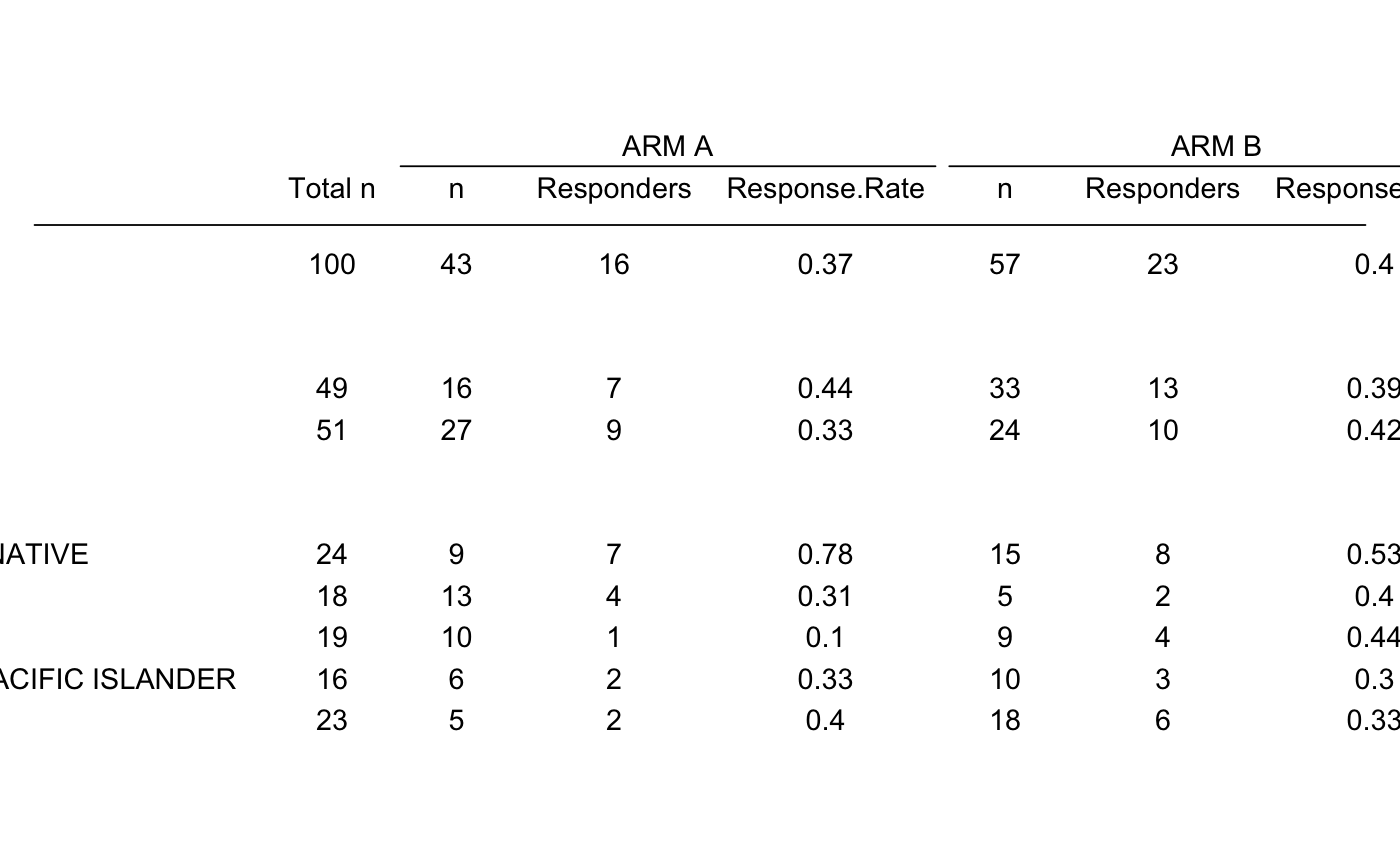 ARM A ARM B
Total n n Responders Response.Rate n Responders Response
100 43 16 0.37 57 23 0.4
49 16 7 0.44 33 13 0.39
51 27 9 0.33 24 10 0.42
NATIVE 24 9 7 0.78 15 8 0.53
18 13 4 0.31 5 2 0.4
19 10 1 0.1 9 4 0.44
ACIFIC ISLANDER 16 6 2 0.33 10 3 0.3
23 5 2 0.4 18 6 0.33